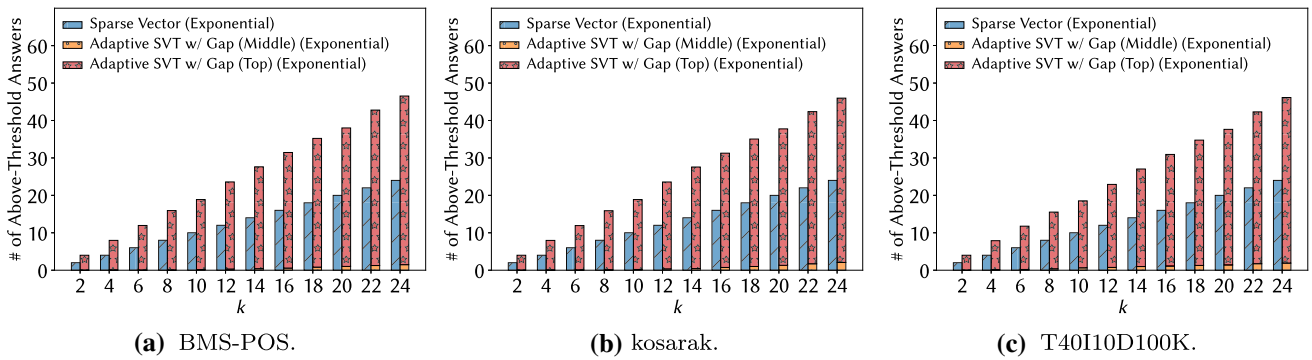 # of Above-Threshold Answers
60
50
40
30
20
10
0
Sparse Vector (Exponential)
Adaptive SVT w/ Gap (Middle) (Exponential)
Adaptive SVT w/ Gap (Top) (Exponential)
2 4 6 8 10 12 14 16 18 20 22 24
k
(a) BMS-POS.
# of Above-Threshold Answers
60
50
40
30
20
10
0
Sparse Vector (Exponential)
Adaptive SVT w/ Gap (Middle) (Exponential)
Adaptive SVT w/ Gap (Top) (Exponential)
2 4 6 8 10 12 14 16 18 20 22 24
k
(b) kosarak.
# of Above-Threshold Answers
60
50
40
30
20
10
0
Sparse Vector (Exponential)
Adaptive SVT w/ Gap (Middle) (Exponential)
Adaptive SVT w/ Gap (Top) (Exponential)
2 4 6 8 10 12 14 16 18 20 22 24
k
(c) T40I10D100K.